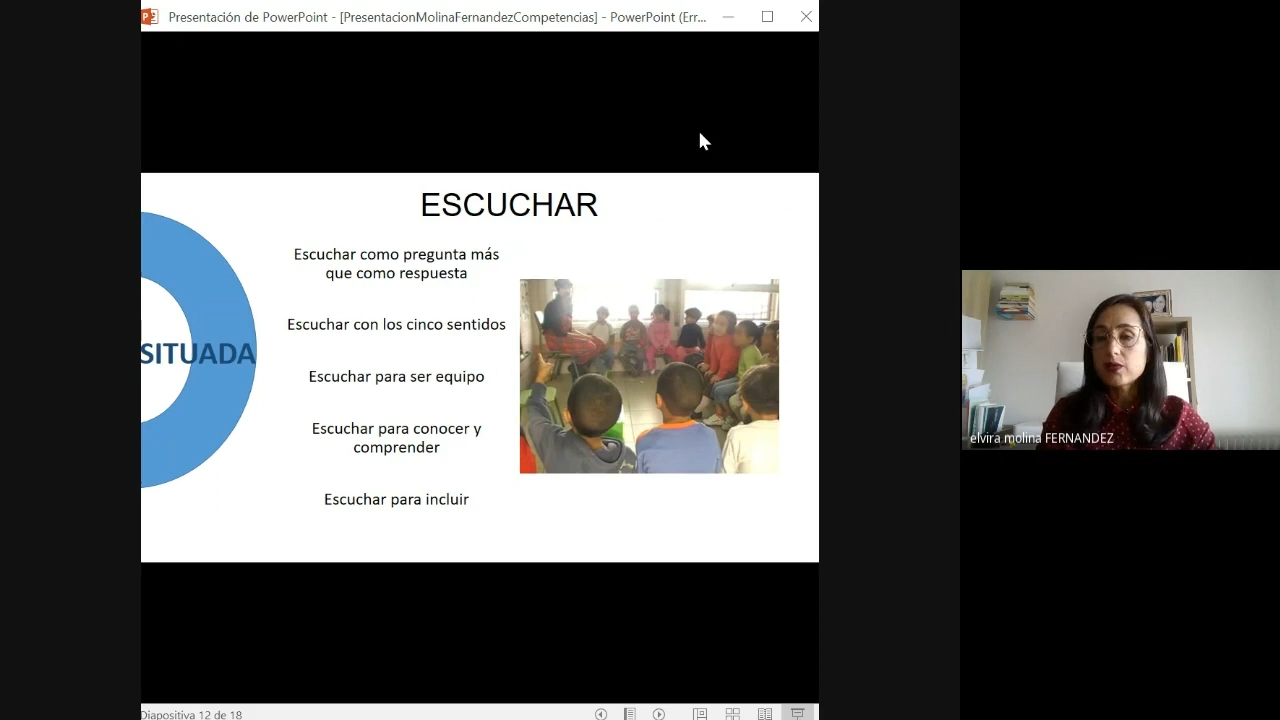 Presentación de PowerPoint - [PresentacionMolinaFernandezCompetencias] - PowerPoint (Err...
ESCUCHAR
Escuchar como pregunta más
que como respuesta
Escuchar con los cinco sentidos
SITUADA
Escuchar para ser equipo
Escuchar para conocer y
comprender
Escuchar para incluir
elvira molina FERNANDEZ
Diapositiva 12 de 18